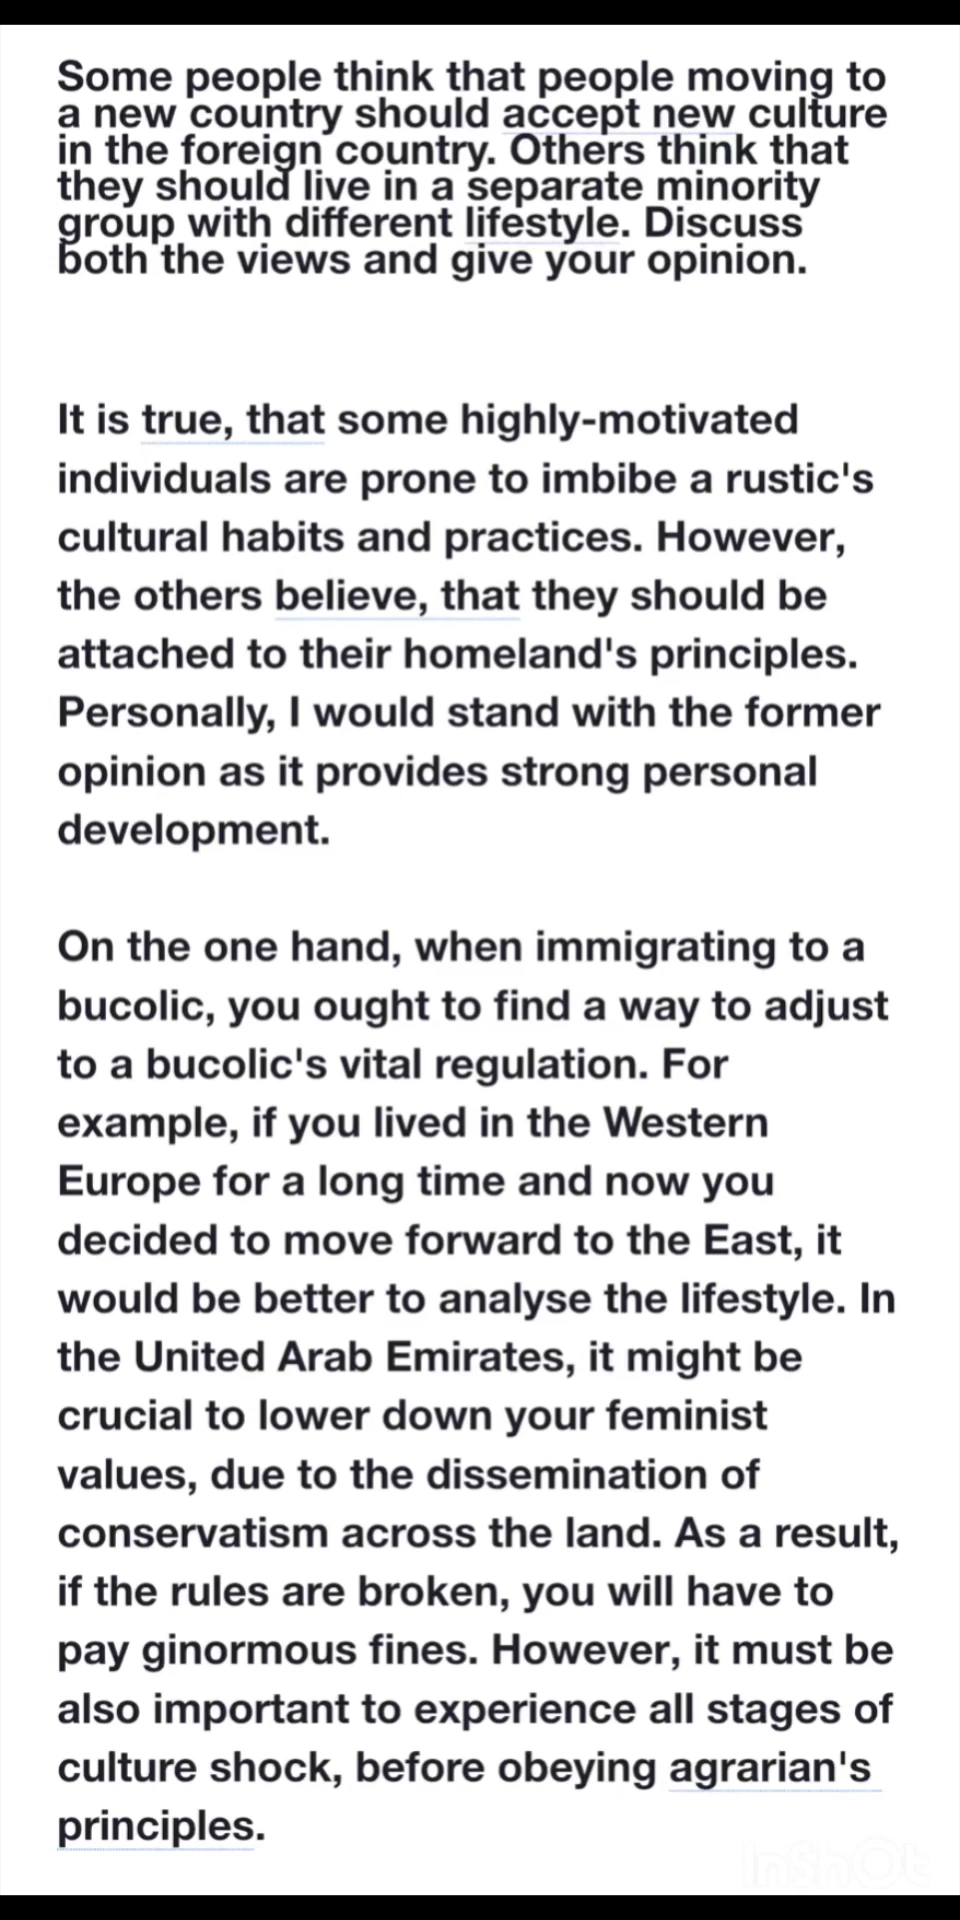 Some people think that people moving to
a new country should accept new culture
in the foreign country. Others think that
they should live in a separate minority
group with different lifestyle. Discuss
both the views and give your opinion.
It is true, that some highly-motivated
individuals are prone to imbibe a rustic's
cultural habits and practices. However,
the others believe, that they should be
attached to their homeland's principles.
Personally, I would stand with the former
opinion as it provides strong personal
development.
On the one hand, when immigrating to a
bucolic, you ought to find a way to adjust
to a bucolic's vital regulation. For
example, if you lived in the Western
Europe for a long time and now you
decided to move forward to the East, it
would be better to analyse the lifestyle. In
the United Arab Emirates, it might be
crucial to lower down your feminist
values, due to the dissemination of
conservatism across the land. As a result,
if the rules are broken, you will have to
pay ginormous fines. However, it must be
also important to experience all stages of
culture shock, before obeying agrarian's
principles.
InShOt